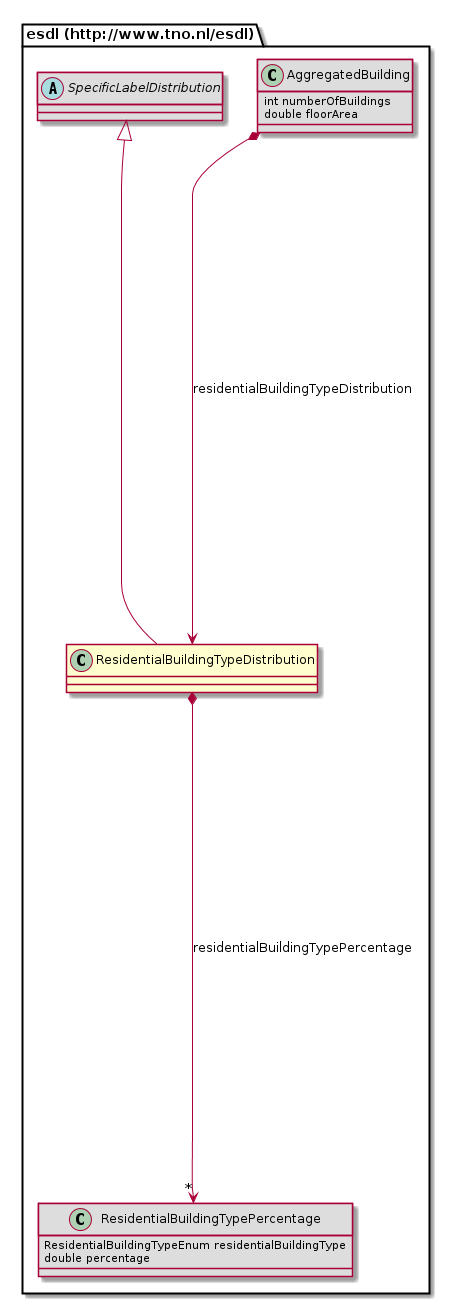 esdl (http://www.tno.nl/esdl)
A SpecificLabelDistribution
C AggregatedBuilding
int numberOfBuildings
double floorArea
residentialBuildingTypeDistribution
C ResidentialBuildingTypeDistribution
residentialBuildingTypePercentage
*
C ResidentialBuildingTypePercentage
ResidentialBuildingTypeEnum residentialBuildingType
double percentage